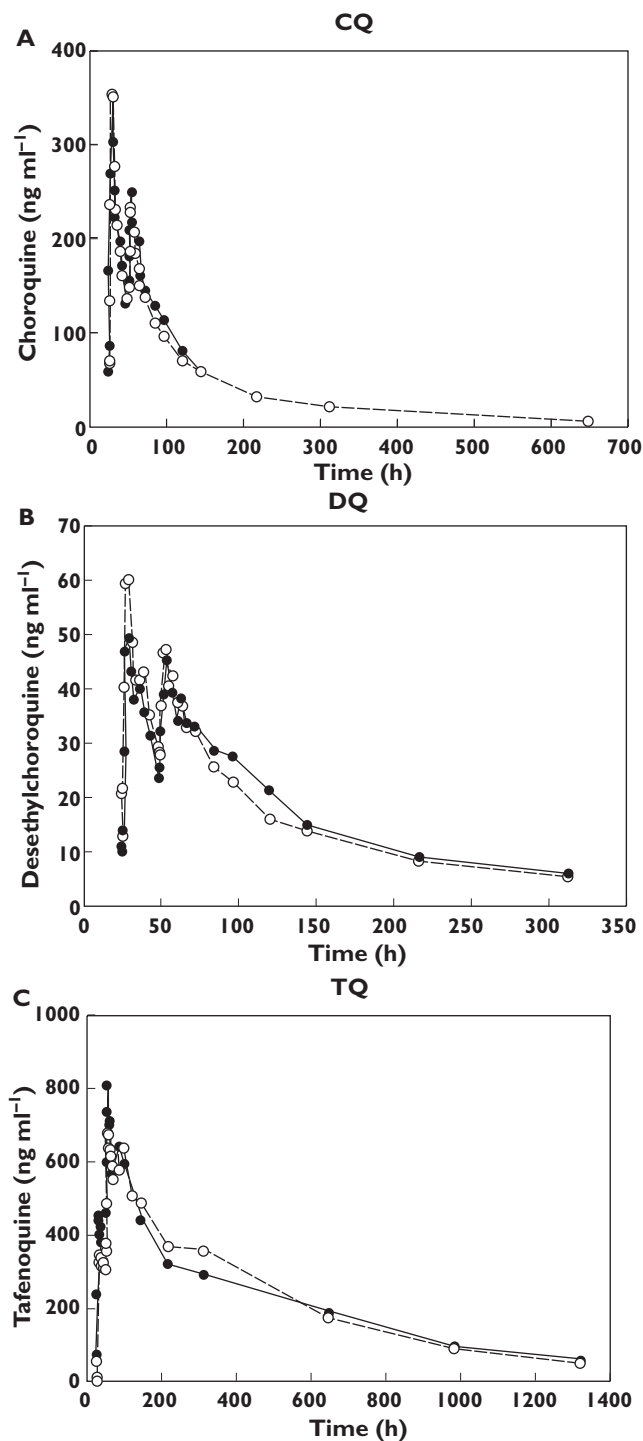 A
CQ
400
300
200
100
0
Choroquine (ng ml⁻¹)
0 100 200 300 400 500 600 700
Time (h)
B
DQ
70
60
50
40
30
20
10
0
Desethylchoroquine (ng ml⁻¹)
0 50 100 150 200 250 300 350
Time (h)
C
TQ
1000
800
600
400
200
0
Tafenoquine (ng ml⁻¹)
0 200 400 600 800 1000 1200 1400
Time (h)